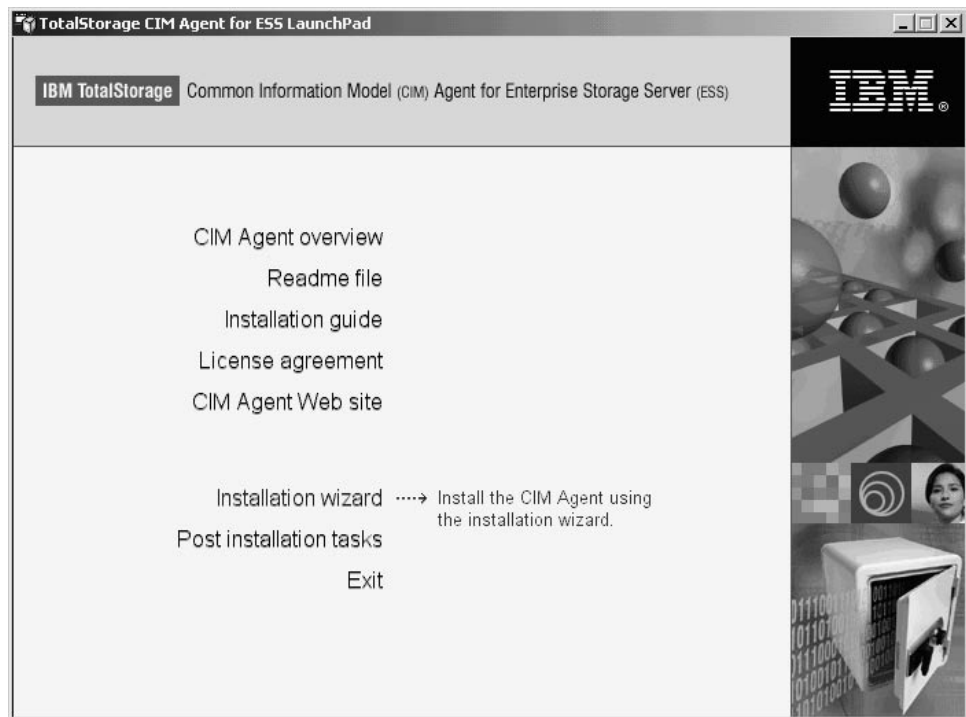 TotalStorage CIM Agent for ESS LaunchPad
IBM TotalStorage Common Information Model (CIM) Agent for Enterprise Storage Server (ESS)
IBM®
CIM Agent overview
Readme file
Installation guide
License agreement
CIM Agent Web site
Installation wizard ····> Install the CIM Agent using
the installation wizard.
Post installation tasks
Exit